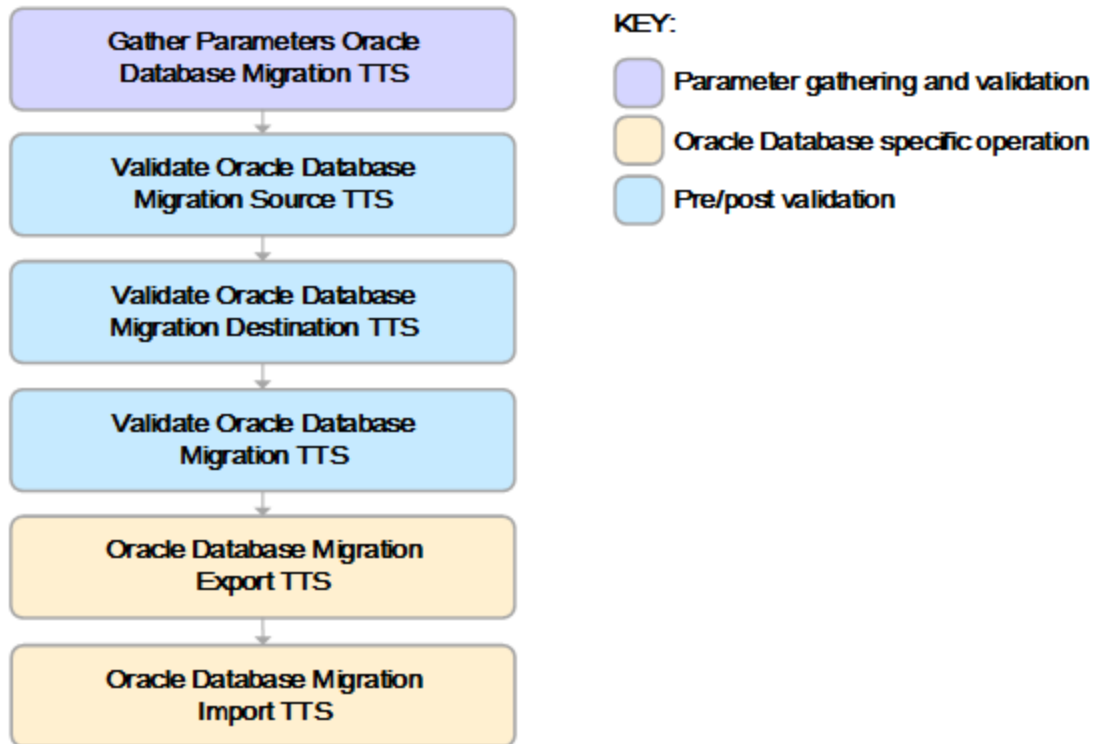 Gather Parameters Oracle
Database Migration TTS
Validate Oracle Database
Migration Source TTS
Validate Oracle Database
Migration Destination TTS
Validate Oracle Database
Migration TTS
Oracle Database Migration
Export TTS
Oracle Database Migration
Import TTS
KEY:
Parameter gathering and validation
Oracle Database specific operation
Pre/post validation